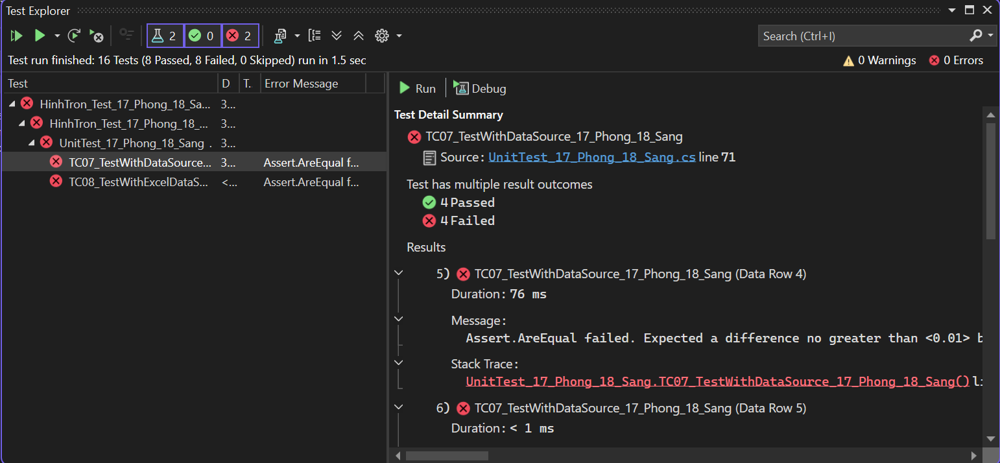 Test Explorer
2 0 2
Search (Ctrl+I)
Test run finished: 16 Tests (8 Passed, 8 Failed, 0 Skipped) run in 1.5 sec
0 Warnings 0 Errors
Test D T. Error Message
HinhTron_Test_17_Phong_18_Sa... 3...
HinhTron_Test_17_Phong_18_... 3...
UnitTest_17_Phong_18_Sang . 3...
TC07_TestWithDataSource... 3... Assert.AreEqual f...
TC08_TestWithExcelDataS... <... Assert.AreEqual f...
Run Debug
Test Detail Summary
TC07_TestWithDataSource_17_Phong_18_Sang
Source: UnitTest_17_Phong_18_Sang.cs line 71
Test has multiple result outcomes
4 Passed
4 Failed
Results
5) TC07_TestWithDataSource_17_Phong_18_Sang (Data Row 4)
Duration: 76 ms
Message:
Assert.AreEqual failed. Expected a difference no greater than <0.01>
Stack Trace:
UnitTest_17_Phong_18_Sang.TC07_TestWithDataSource_17_Phong_18_Sang()
6) TC07_TestWithDataSource_17_Phong_18_Sang (Data Row 5)
Duration: < 1 ms